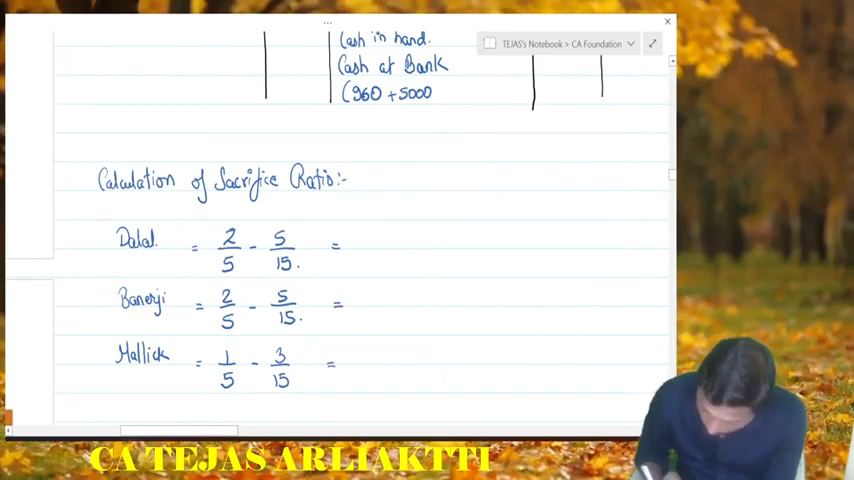 Cash in hand.
TEJAS's Notebook > CA Foundation
Cash at Bank
(960 + 5000
Calculation of Sacrifice Ratio:-
Dalal. = 2/5 - 5/15. =
Banerji = 2/5 - 5/15. =
Mallick = 1/5 - 3/15 =
CA TEJAS ARLIAKTTI